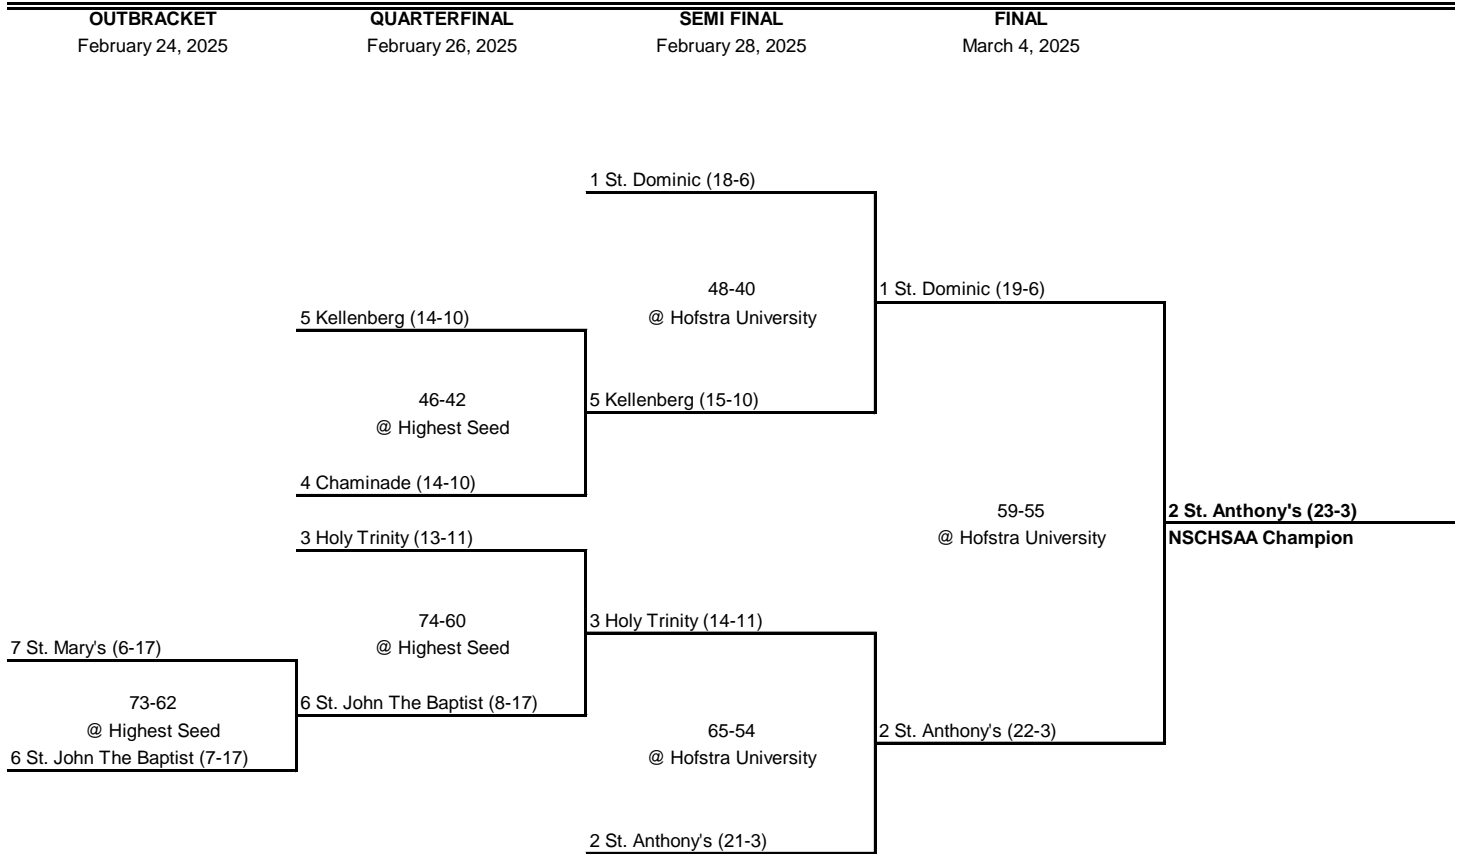 OUTBRACKET QUARTERFINAL SEMI FINAL FINAL
February 24, 2025 February 26, 2025 February 28, 2025 March 4, 2025
1 St. Dominic (18-6)
48-40 1 St. Dominic (19-6)
5 Kellenberg (14-10) @ Hofstra University
46-42 5 Kellenberg (15-10)
@ Highest Seed
4 Chaminade (14-10)
59-55 2 St. Anthony's (23-3)
3 Holy Trinity (13-11) @ Hofstra University NSCHSAA Champion
74-60 3 Holy Trinity (14-11)
7 St. Mary's (6-17) @ Highest Seed
73-62 6 St. John The Baptist (8-17)
@ Highest Seed 65-54 2 St. Anthony's (22-3)
6 St. John The Baptist (7-17) @ Hofstra University
2 St. Anthony's (21-3)